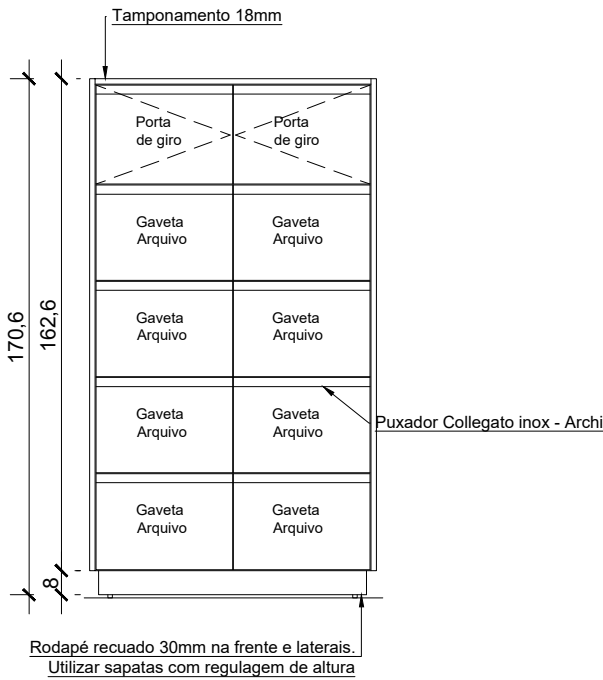 Tamponamento 18mm
Porta
de giro
Porta
de giro
Gaveta
Arquivo
Gaveta
Arquivo
Gaveta
Arquivo
Gaveta
Arquivo
Gaveta
Arquivo
Gaveta
Arquivo
Gaveta
Arquivo
Gaveta
Arquivo
170,6
162,6
8
Puxador Collegato inox - Archi
Rodapé recuado 30mm na frente e laterais.
Utilizar sapatas com regulagem de altura